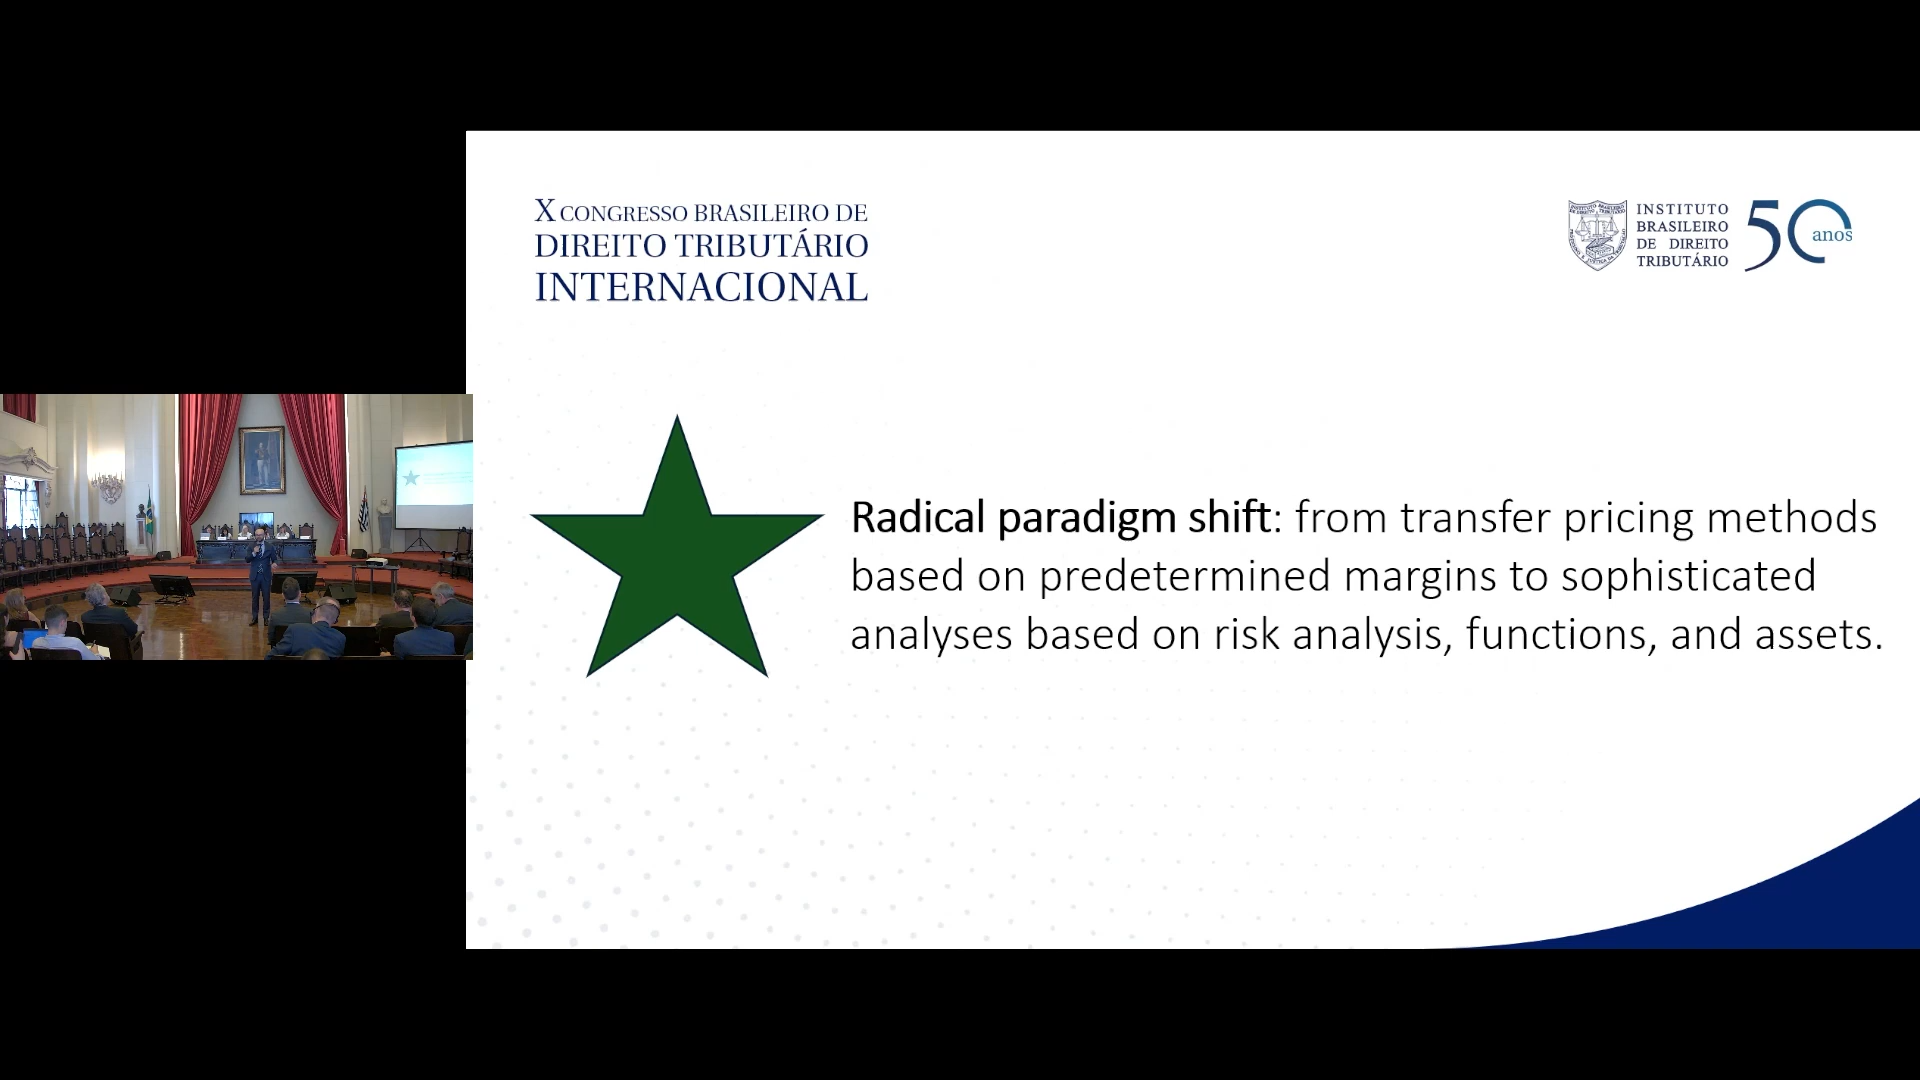 X CONGRESSO BRASILEIRO DE
DIREITO TRIBUTÁRIO
INTERNACIONAL
INSTITUTO
BRASILEIRO
DE DIREITO
TRIBUTÁRIO
50 anos
Radical paradigm shift: from transfer pricing methods
based on predetermined margins to sophisticated
analyses based on risk analysis, functions, and assets.